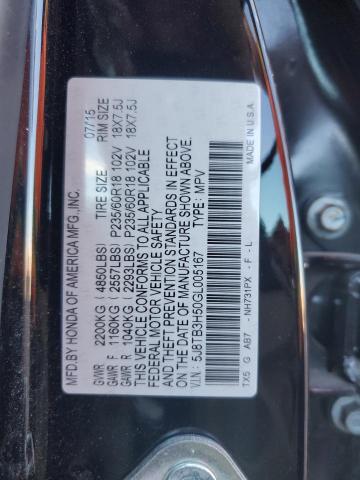 MFD.BY HONDA OF AMERICA MFG.,INC. 07/15
TIRE SIZE RIM SIZE
GVWR 2200KG (4850LBS)
GAWR F 1160KG (2557LBS) P235/60R18 102V 18X7.5J
GAWR R 1040KG (2293LBS) P235/60R18 102V 18X7.5J
THIS VEHICLE CONFORMS TO ALL APPLICABLE
FEDERAL MOTOR VEHICLE SAFETY
AND THEFT PREVENTION STANDARDS IN EFFECT
ON THE DATE OF MANUFACTURE SHOWN ABOVE.
V.I.N.: 5J8TB3H50GL005167 TYPE: MPV
TX5 G AB7 - NH731PX - F - L MADE IN U.S.A.